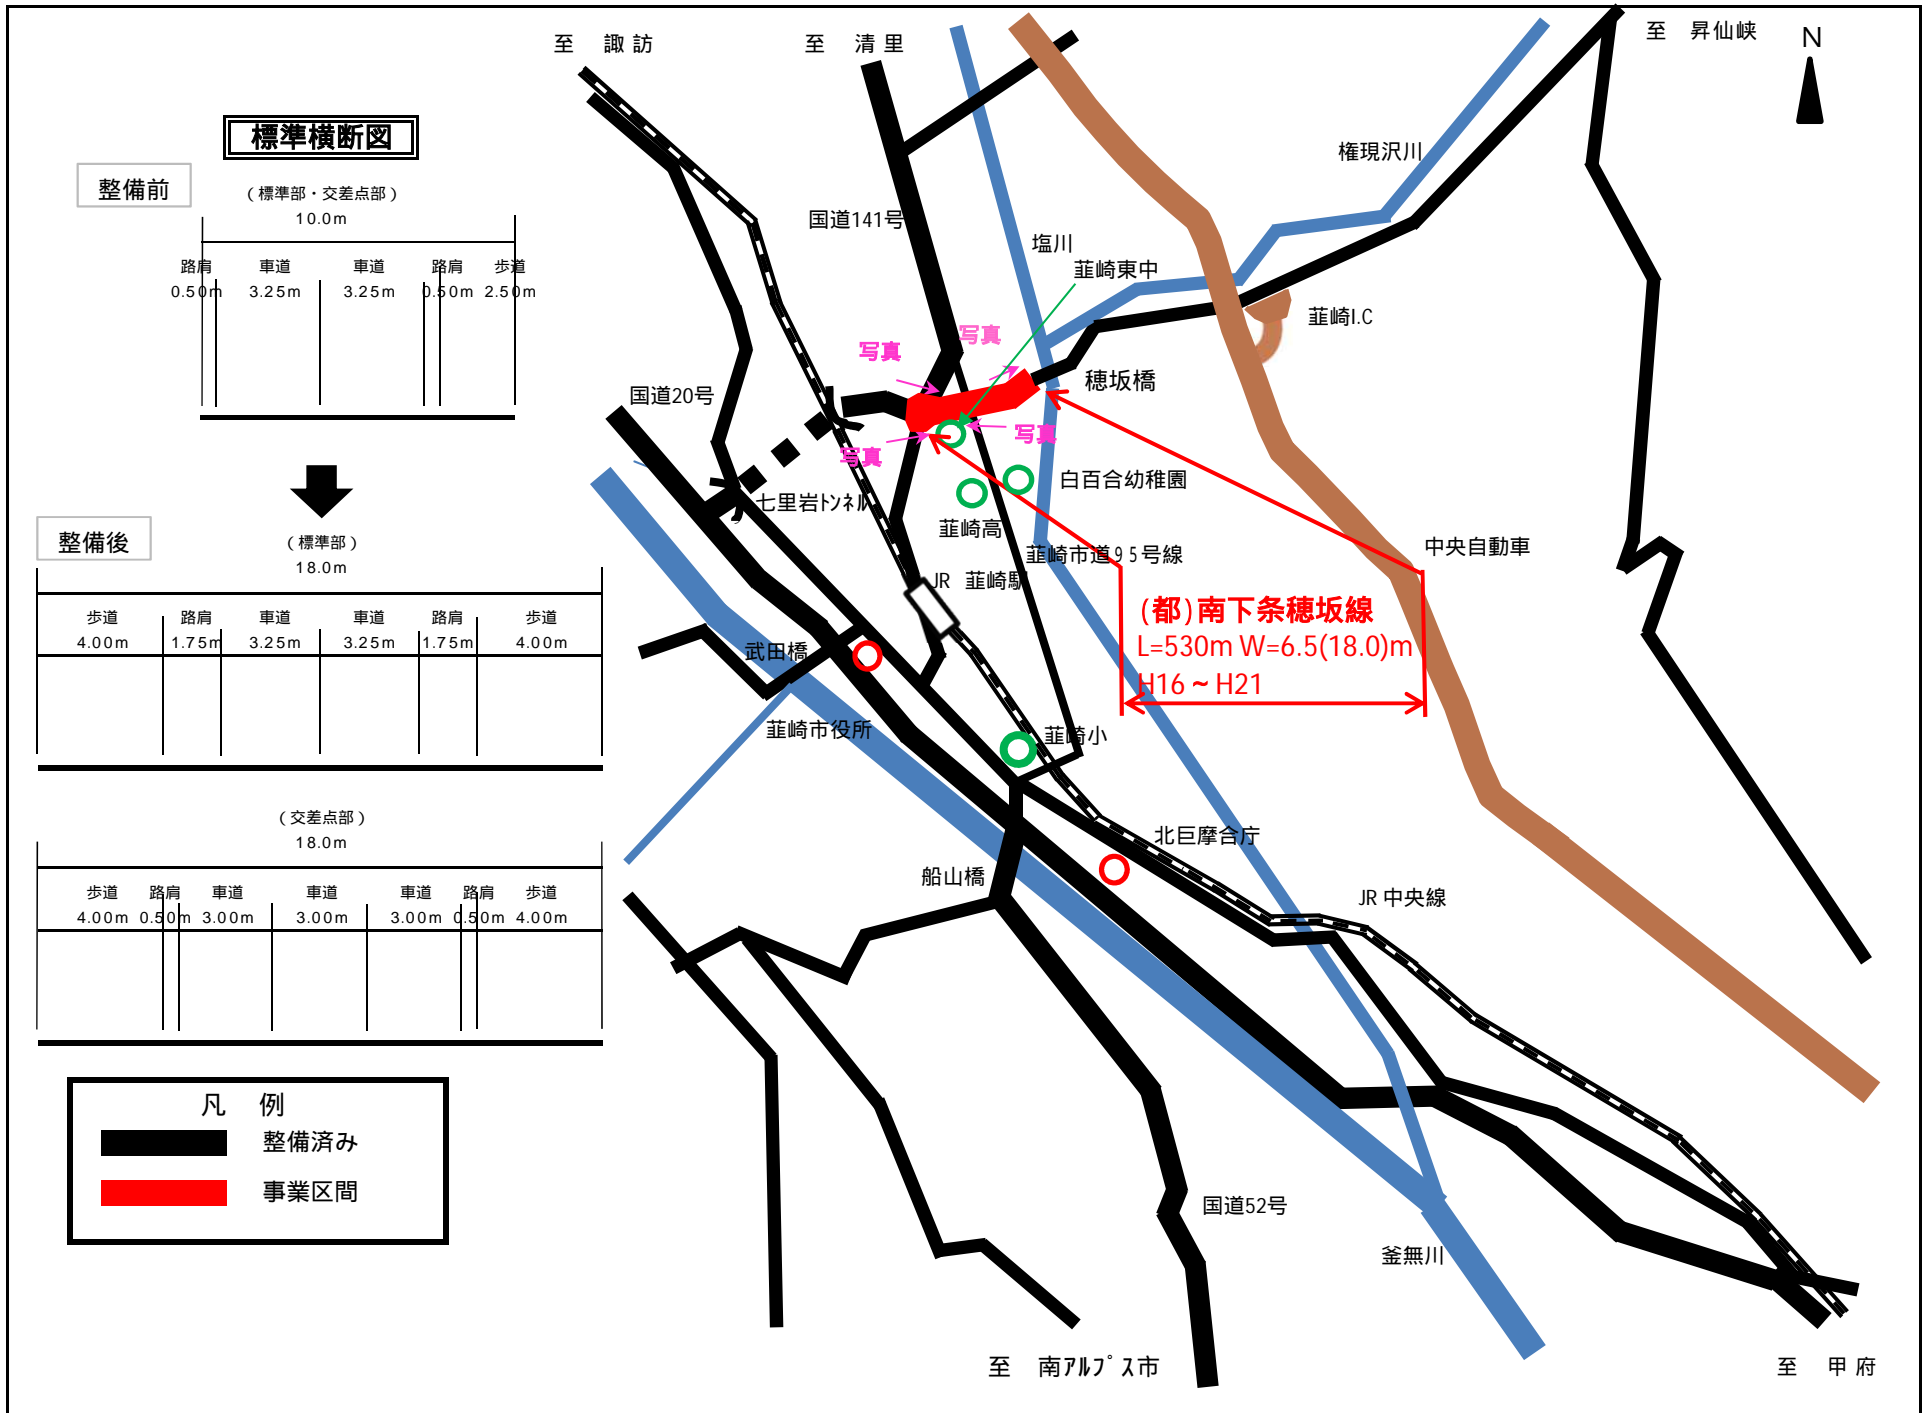 至　諏訪
至　清里
至　昇仙峡
N
標準横断図
整備前
（標準部・交差点部）
10.0m
路肩 車道 車道 路肩 歩道
0.50m 3.25m 3.25m 0.50m 2.50m
整備後
（標準部）
18.0m
歩道 路肩 車道 車道 路肩 歩道
4.00m 1.75m 3.25m 3.25m 1.75m 4.00m
（交差点部）
18.0m
歩道 路肩 車道 車道 車道 路肩 歩道
4.00m 0.50m 3.00m 3.00m 3.00m 0.50m 4.00m
凡　例
整備済み
事業区間
権現沢川
国道141号
塩川
韮崎東中
韮崎I.C
写真
写真
穂坂橋
国道20号
写真
写真
白百合幼稚園
七里岩ﾄﾝﾈﾙ
韮崎高
韮崎市道95号線
中央自動車
JR 韮崎駅
(都)南下条穂坂線
L=530m W=6.5(18.0)m
H16～H21
武田橋
韮崎市役所
韮崎小
北巨摩合庁
船山橋
JR 中央線
国道52号
釜無川
至　南ｱﾙﾌﾟｽ市
至　甲府